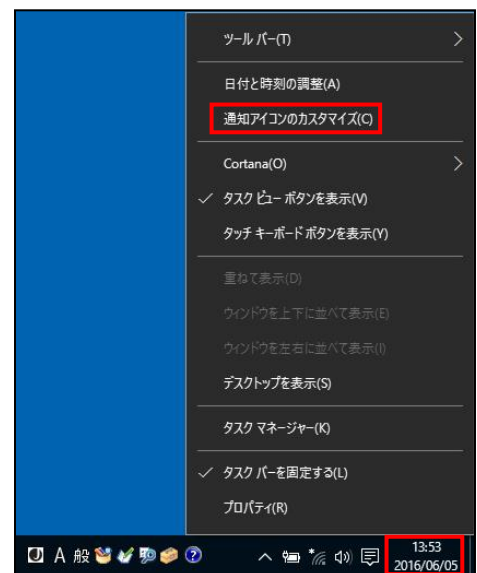 ツール バー(T)
日付と時刻の調整(A)
通知アイコンのカスタマイズ(C)
Cortana(O)
タスク ビュー ボタンを表示(V)
タッチ キーボード ボタンを表示(Y)
重ねて表示(D)
ウィンドウを上下に並べて表示(E)
ウィンドウを左右に並べて表示(I)
デスクトップを表示(S)
タスク マネージャー(K)
タスク バーを固定する(L)
プロパティ(R)
J A 般
13:53
2016/06/05